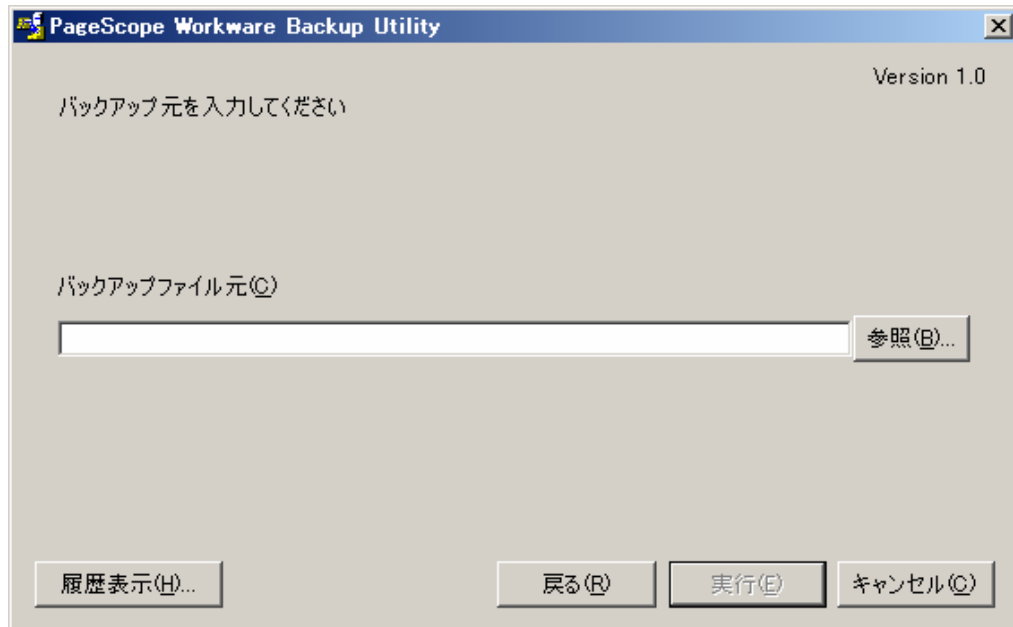 PageScope Workware Backup Utility
Version 1.0
バックアップ元を入力してください
バックアップファイル元(C)
参照(B)...
履歴表示(H)...
戻る(R)
実行(E)
キャンセル(C)